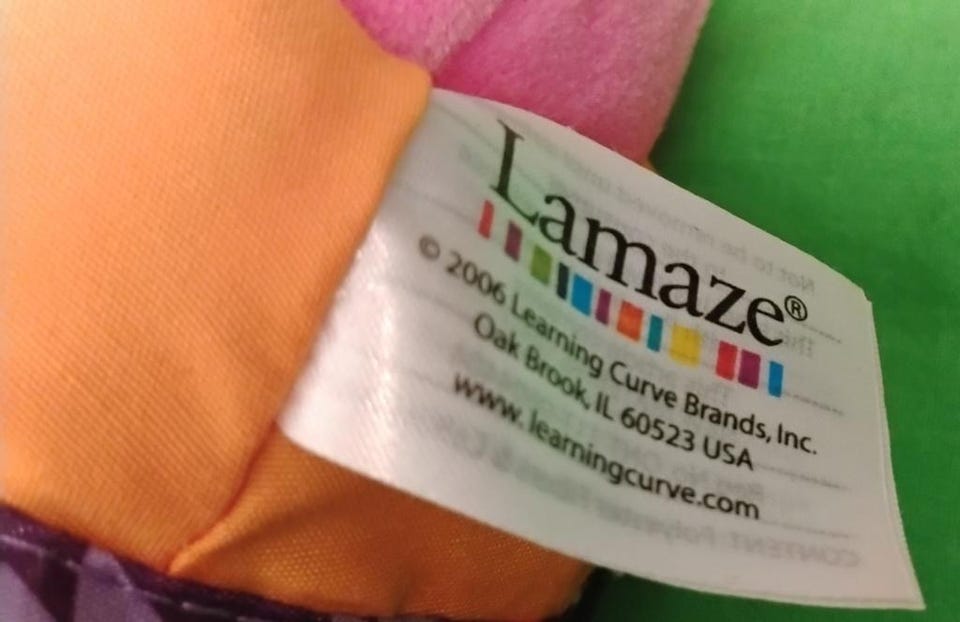 Lamaze®
© 2006 Learning Curve Brands, Inc.
Oak Brook, IL 60523 USA
www.learningcurve.com